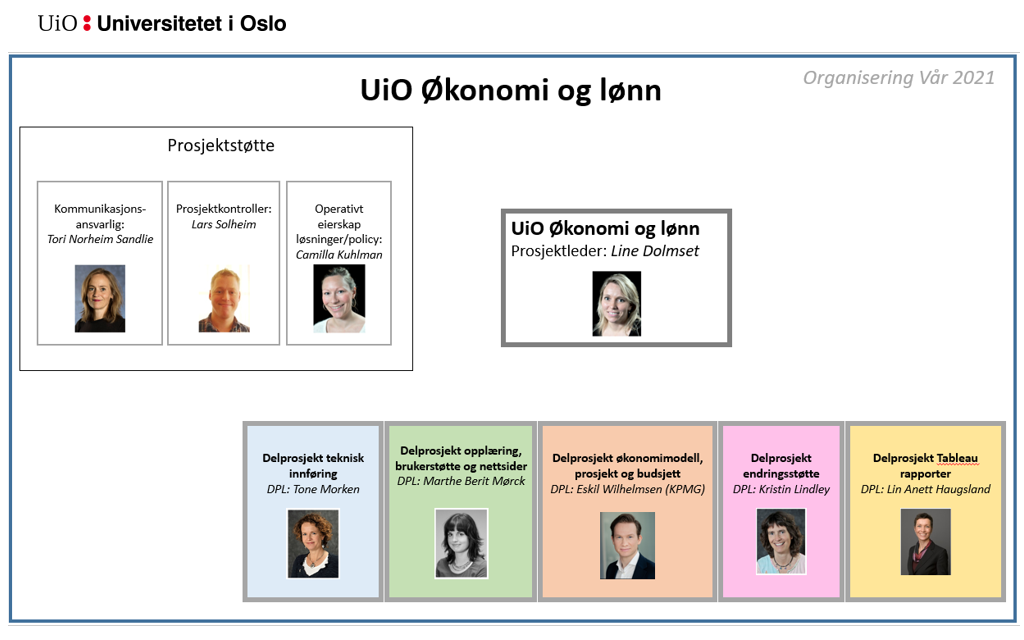 UiO : Universitetet i Oslo
Organisering Vår 2021
UiO Økonomi og lønn
Prosjektstøtte
Kommunikasjons-
ansvarlig:
Tori Norheim Sandlie
Prosjektkontroller:
Lars Solheim
Operativt
eierskap
løsninger/policy:
Camilla Kuhlman
UiO Økonomi og lønn
Prosjektleder: Line Dolmset
Delprosjekt teknisk
innføring
DPL: Tone Morken
Delprosjekt opplæring,
brukerstøtte og nettsider
DPL: Marthe Berit Mørck
Delprosjekt økonomimodell,
prosjekt og budsjett
DPL: Eskil Wilhelmsen (KPMG)
Delprosjekt
endringsstøtte
DPL: Kristin Lindley
Delprosjekt Tableau
rapporter
DPL: Lin Anett Haugsland